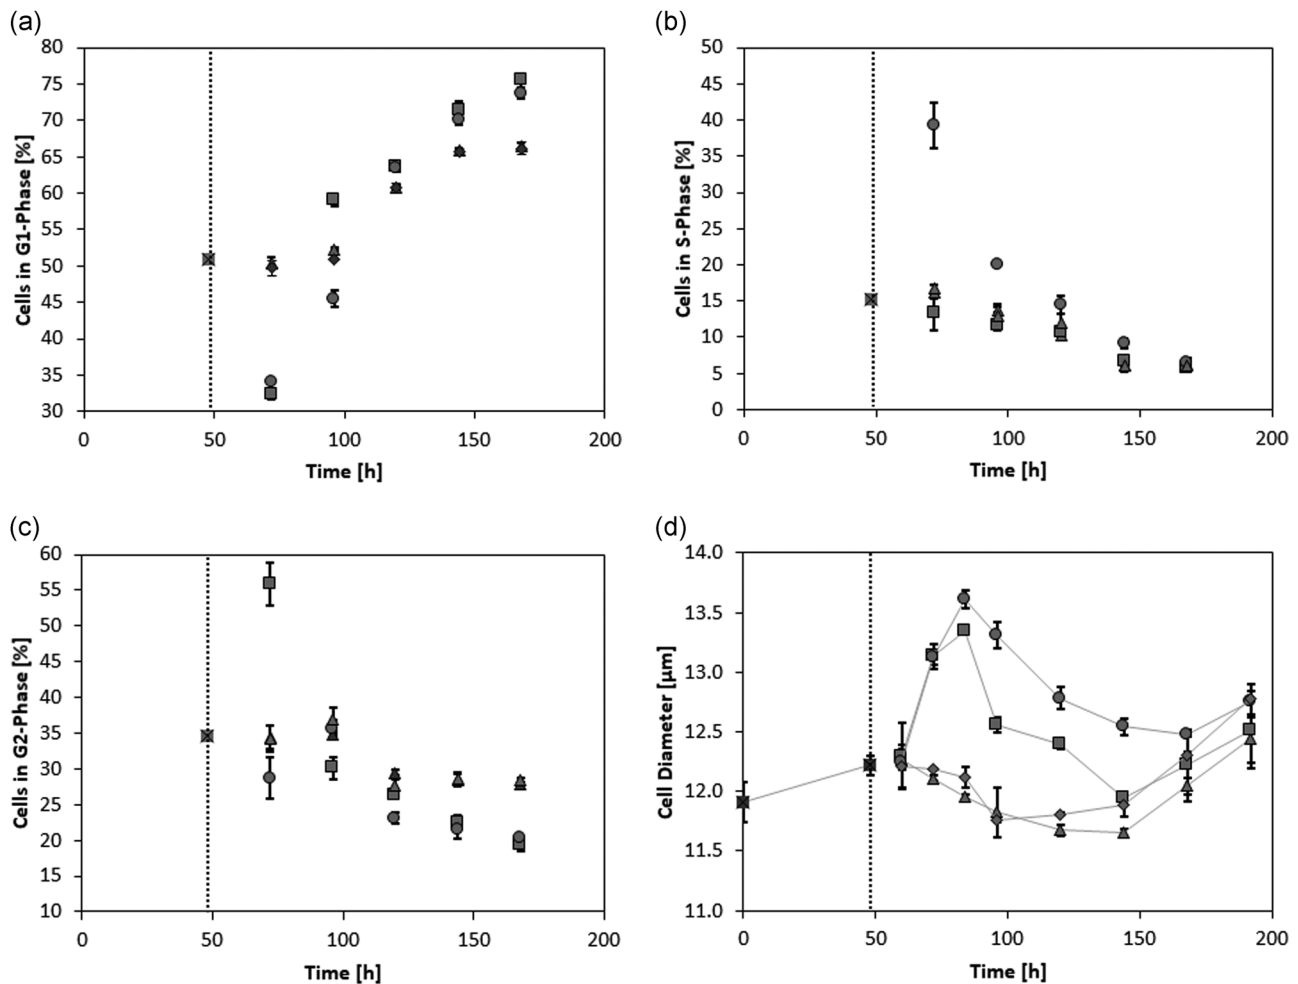 (a)
80
75
70
65
60
55
50
45
40
35
30
Cells in G1-Phase [%]
0 50 100 150 200
Time [h]
(b)
50
45
40
35
30
25
20
15
10
5
0
Cells in S-Phase [%]
0 50 100 150 200
Time [h]
(c)
60
55
50
45
40
35
30
25
20
15
10
Cells in G2-Phase [%]
0 50 100 150 200
Time [h]
(d)
14.0
13.5
13.0
12.5
12.0
11.5
11.0
Cell Diameter [µm]
0 50 100 150 200
Time [h]